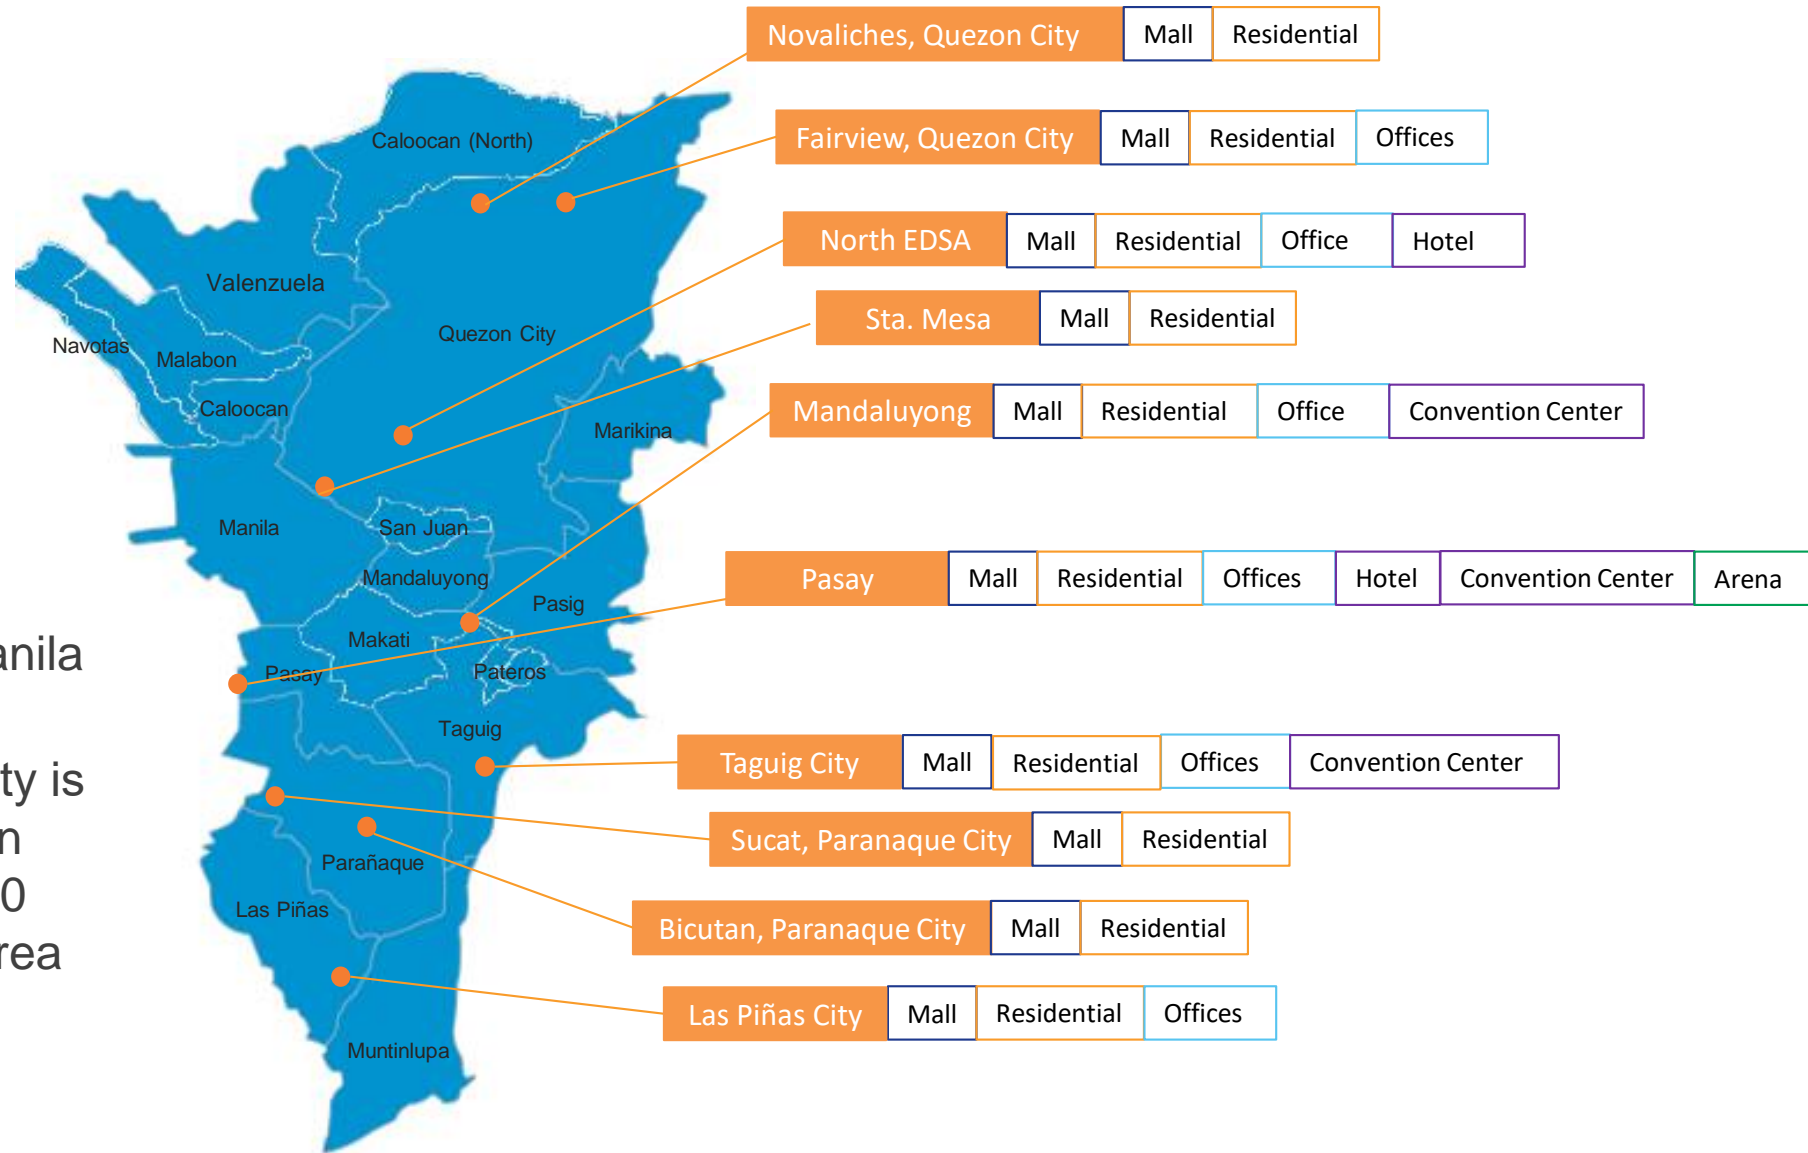 Novaliches, Quezon City Mall Residential
Fairview, Quezon City Mall Residential Offices
North EDSA Mall Residential Office Hotel
Sta. Mesa Mall Residential
Mandaluyong Mall Residential Office Convention Center
Pasay Mall Residential Offices Hotel Convention Center Arena
Taguig City Mall Residential Offices Convention Center
Sucat, Paranaque City Mall Residential
Bicutan, Paranaque City Mall Residential
Las Piñas City Mall Residential Offices
Caloocan (North)
Valenzuela
Quezon City
Navotas
Malabon
Caloocan
Marikina
Manila
San Juan
Mandaluyong
Pasig
Makati
Pasay
Pateros
Taguig
Parañaque
Las Piñas
Muntinlupa
anila
ty is
n
0
rea